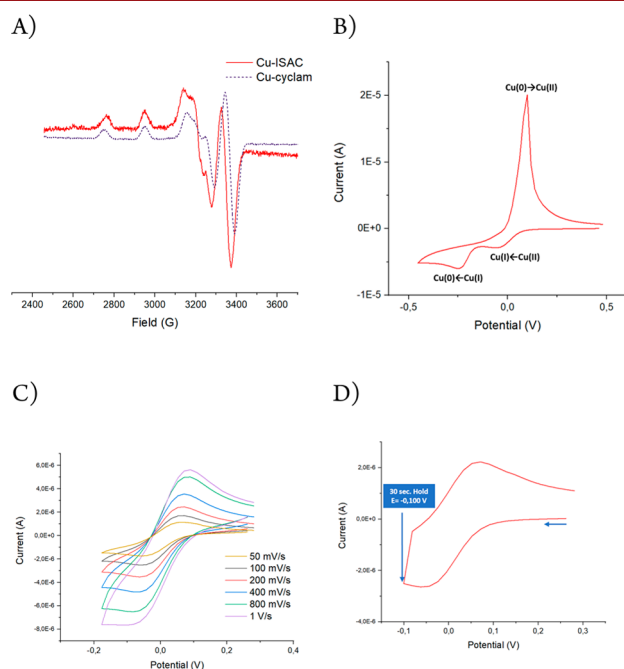 A)
Cu-ISAC
Cu-cyclam
2400 2600 2800 3000 3200 3400 3600
Field (G)
B)
2E-5
1E-5
0E+0
-1E-5
Current (A)
Cu(0)→Cu(II)
Cu(I)←Cu(II)
Cu(0)←Cu(I)
-0,5 0,0 0,5
Potential (V)
C)
6,0E-6
4,0E-6
2,0E-6
0,0E+0
-2,0E-6
-4,0E-6
-6,0E-6
-8,0E-6
Current (A)
50 mV/s
100 mV/s
200 mV/s
400 mV/s
800 mV/s
1 V/s
-0,2 0,0 0,2 0,4
Potential (V)
D)
2,0E-6
0,0E+0
-2,0E-6
-4,0E-6
Current (A)
30 sec. Hold
E= -0,100 V
-0,1 0,0 0,1 0,2 0,3
Potential (V)